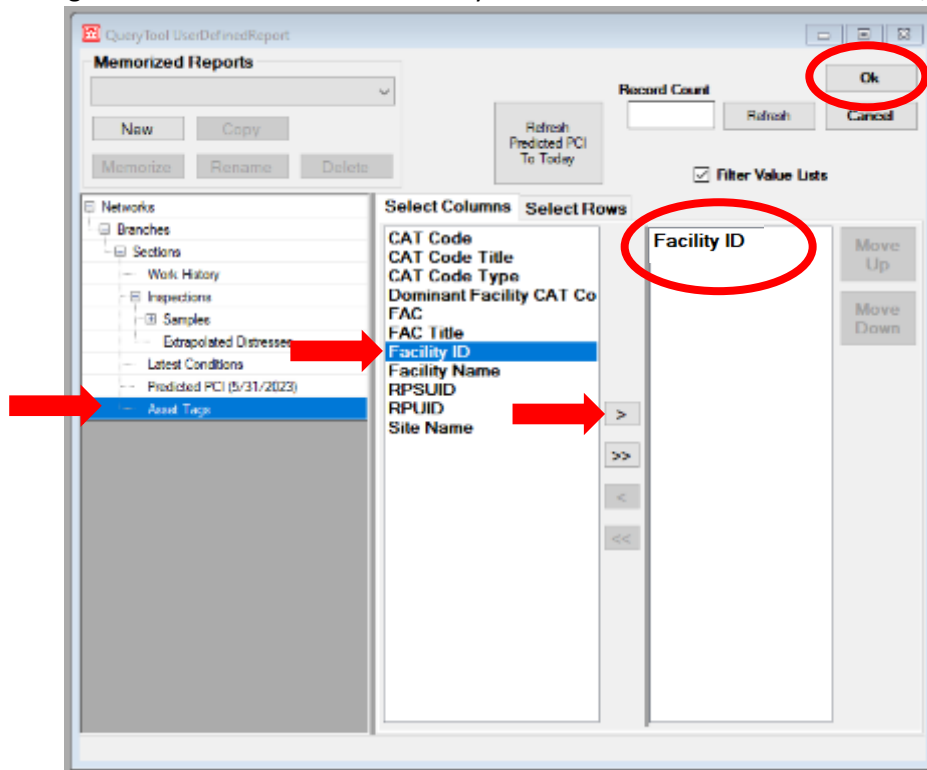 QueryTool UserDefinedReport
Memorized Reports
New
Copy
Memorize
Rename
Delete
Refresh
Predicted PCI
To Today
Record Count
Refresh
Ok
Cancel
Filter Value Lists
Networks
Branches
Sections
Work History
Inspections
Samples
Extrapolated Distresses
Latest Conditions
Predicted PCI (5/31/2023)
Asset Tags
Select Columns
Select Rows
CAT Code
CAT Code Title
CAT Code Type
Dominant Facility CAT Co
FAC
FAC Title
Facility ID
Facility Name
RPSUID
RPUID
Site Name
>
>>
<
<<
Facility ID
Move
Up
Move
Down